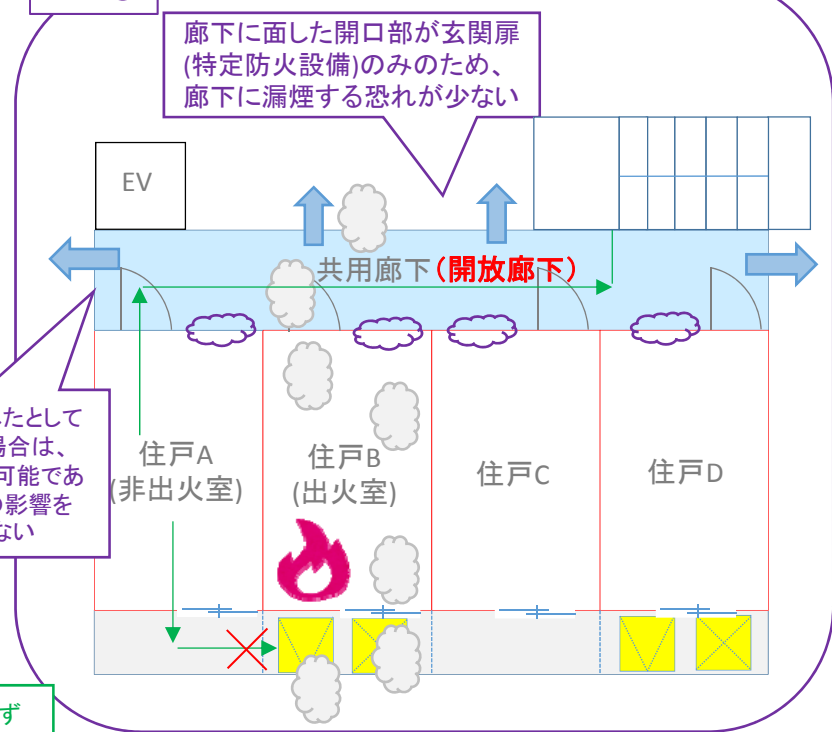 廊下に面した開口部が玄関扉
(特定防火設備)のみのため、
廊下に漏煙する恐れが少ない
EV
共用廊下(開放廊下)
たとして
場合は、
可能であ
の影響を
ない
住戸A
(非出火室)
住戸B
(出火室)
住戸C
住戸D
ず